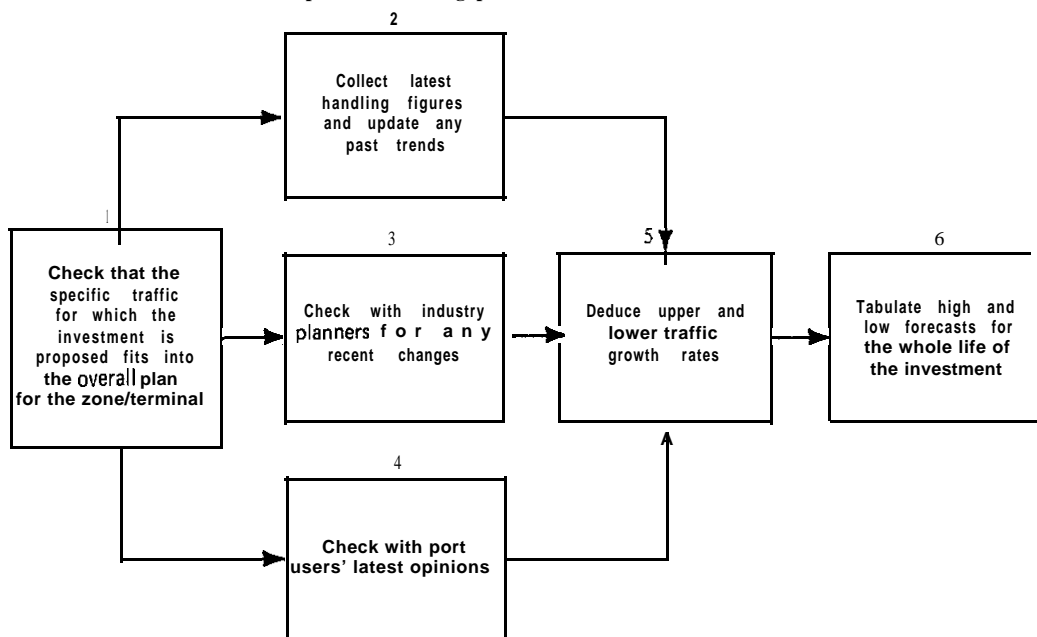 2
Collect latest
handling figures
and update any
past trends
1
Check that the
specific traffic
for which the
investment is
proposed fits into
the overall plan
for the zone/terminal
3
Check with industry
planners for any
recent changes
4
Check with port
users' latest opinions
5
Deduce upper and
lower traffic
growth rates
6
Tabulate high and
low forecasts for
the whole life of
the investment